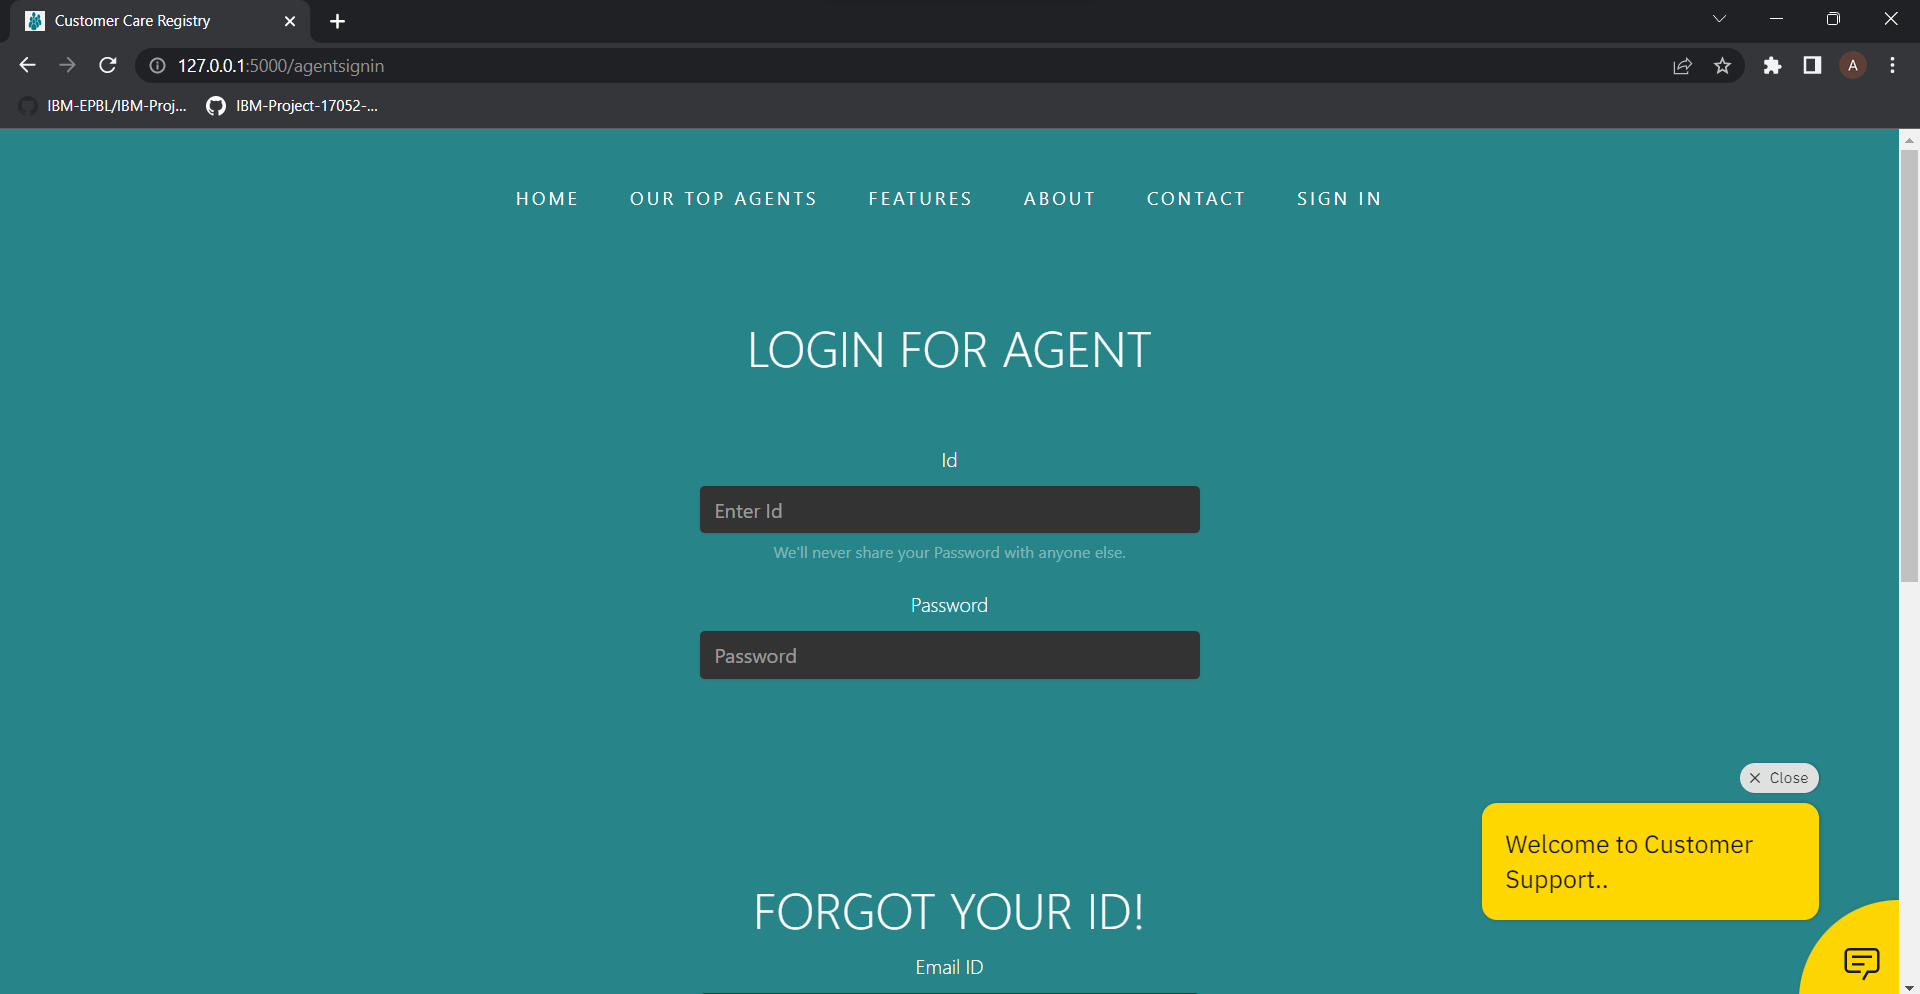 Customer Care Registry
127.0.0.1:5000/agentsignin
A
IBM-EPBL/IBM-Proj...
IBM-Project-17052-...
HOME OUR TOP AGENTS FEATURES ABOUT CONTACT SIGN IN
LOGIN FOR AGENT
Id
Enter Id
We'll never share your Password with anyone else.
Password
Password
Close
Welcome to Customer
Support..
FORGOT YOUR ID!
Email ID